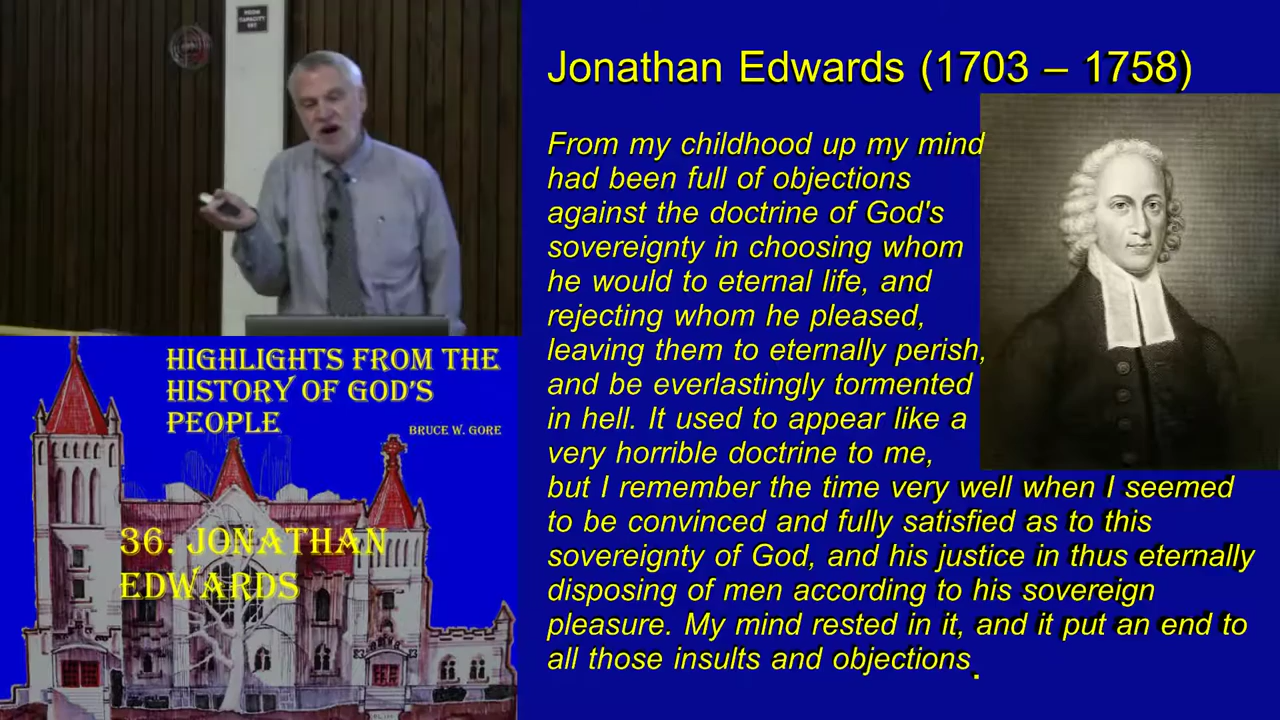 ROOM
CAPACITY
Jonathan Edwards (1703 – 1758)
From my childhood up my mind
had been full of objections
against the doctrine of God's
sovereignty in choosing whom
he would to eternal life, and
rejecting whom he pleased,
leaving them to eternally perish,
and be everlastingly tormented
in hell. It used to appear like a
very horrible doctrine to me,
but I remember the time very well when I seemed
to be convinced and fully satisfied as to this
sovereignty of God, and his justice in thus eternally
disposing of men according to his sovereign
pleasure. My mind rested in it, and it put an end to
all those insults and objections.
HIGHLIGHTS FROM THE
HISTORY OF GOD'S
PEOPLE
BRUCE W. GORE
36. JONATHAN
EDWARDS